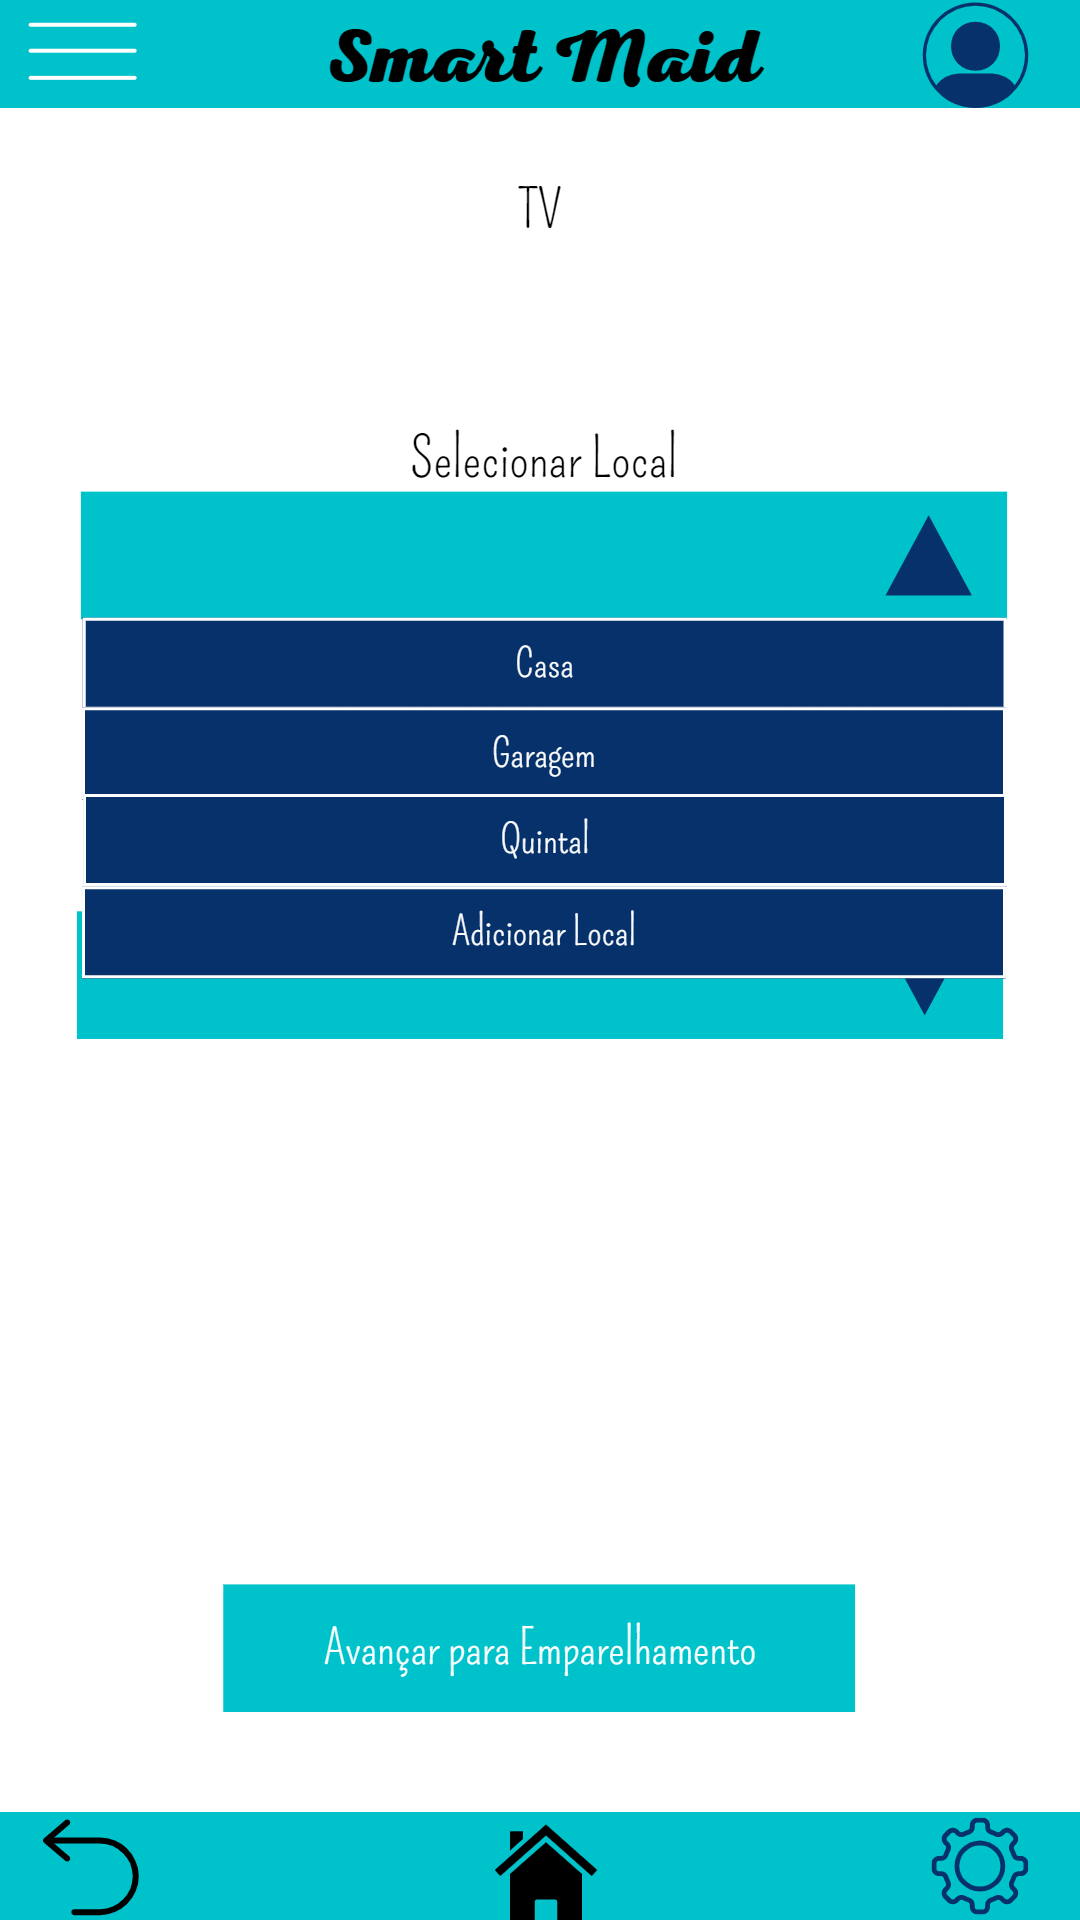 Smart Maid
TV
Selecionar Local
Casa
Garagem
Quintal
Adicionar Local
Avançar para Emparelhamento